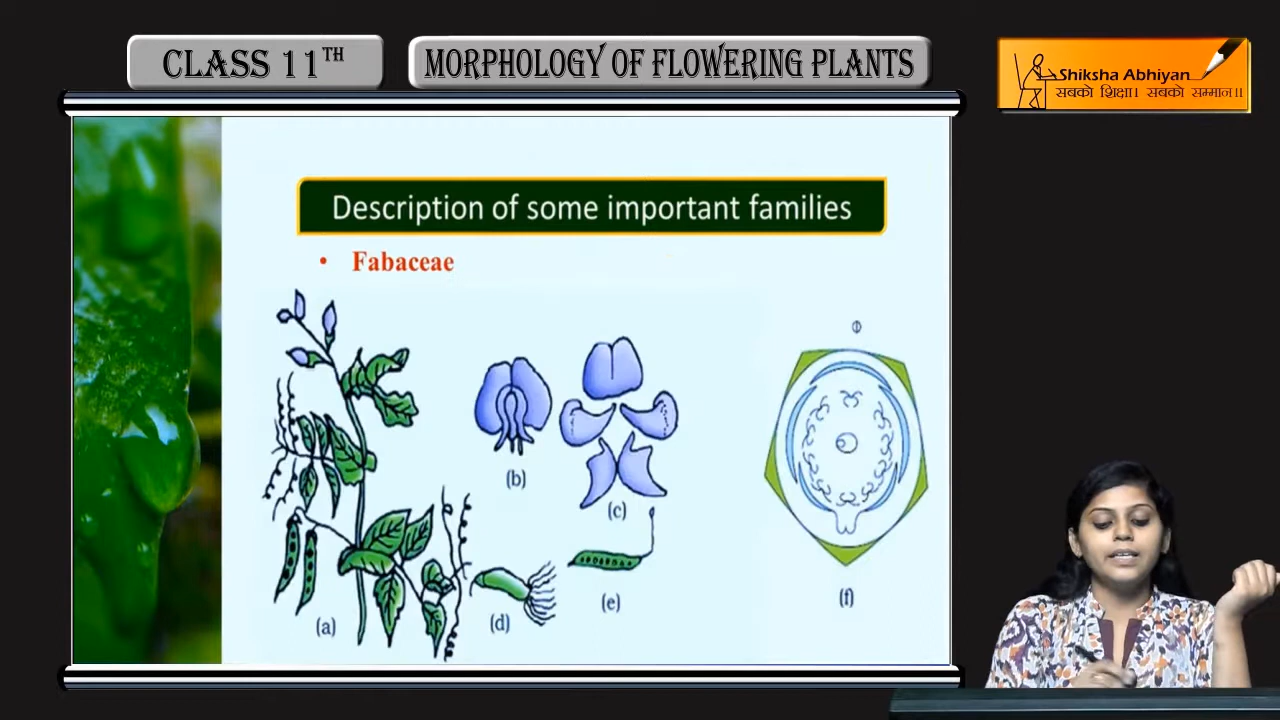 CLASS 11TH
MORPHOLOGY OF FLOWERING PLANTS
Shiksha Abhiyan
सबको शिक्षा। सबको सम्मान॥
Description of some important families
• Fabaceae
(a)
(b)
(c)
(d)
(e)
(f)